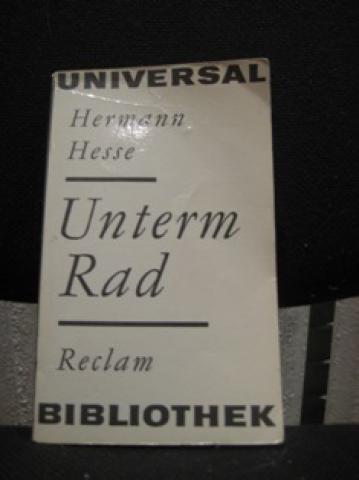 UNIVERSAL
Hermann
Hesse
Unterm
Rad
Reclam
BIBLIOTHEK